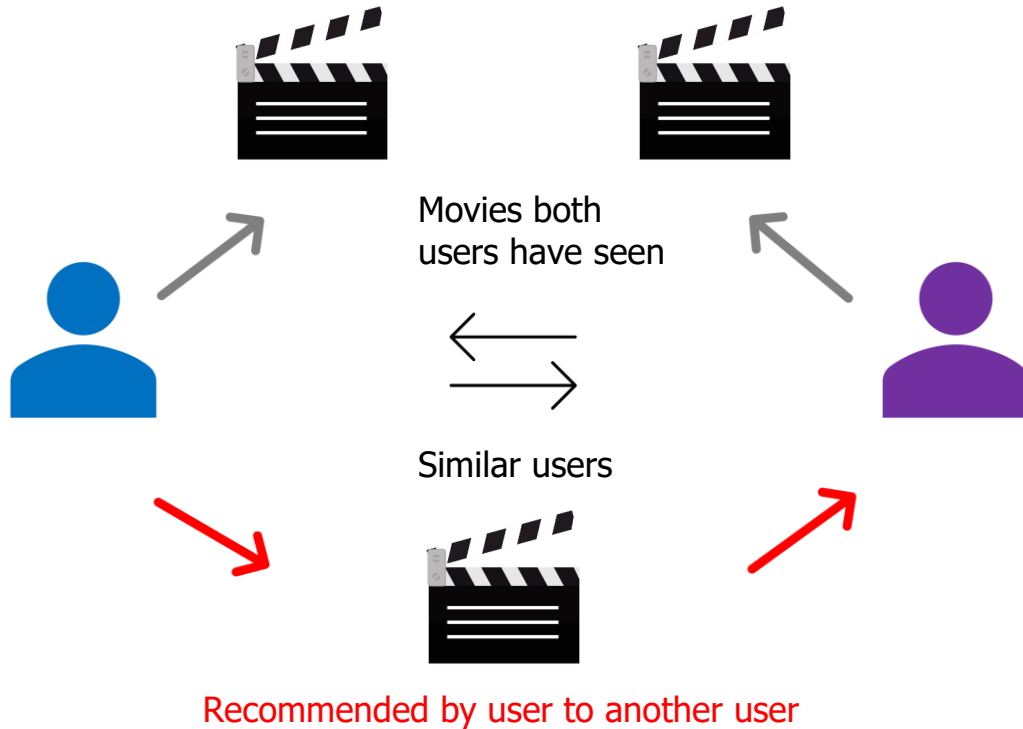 Movies both
users have seen
Similar users
Recommended by user to another user